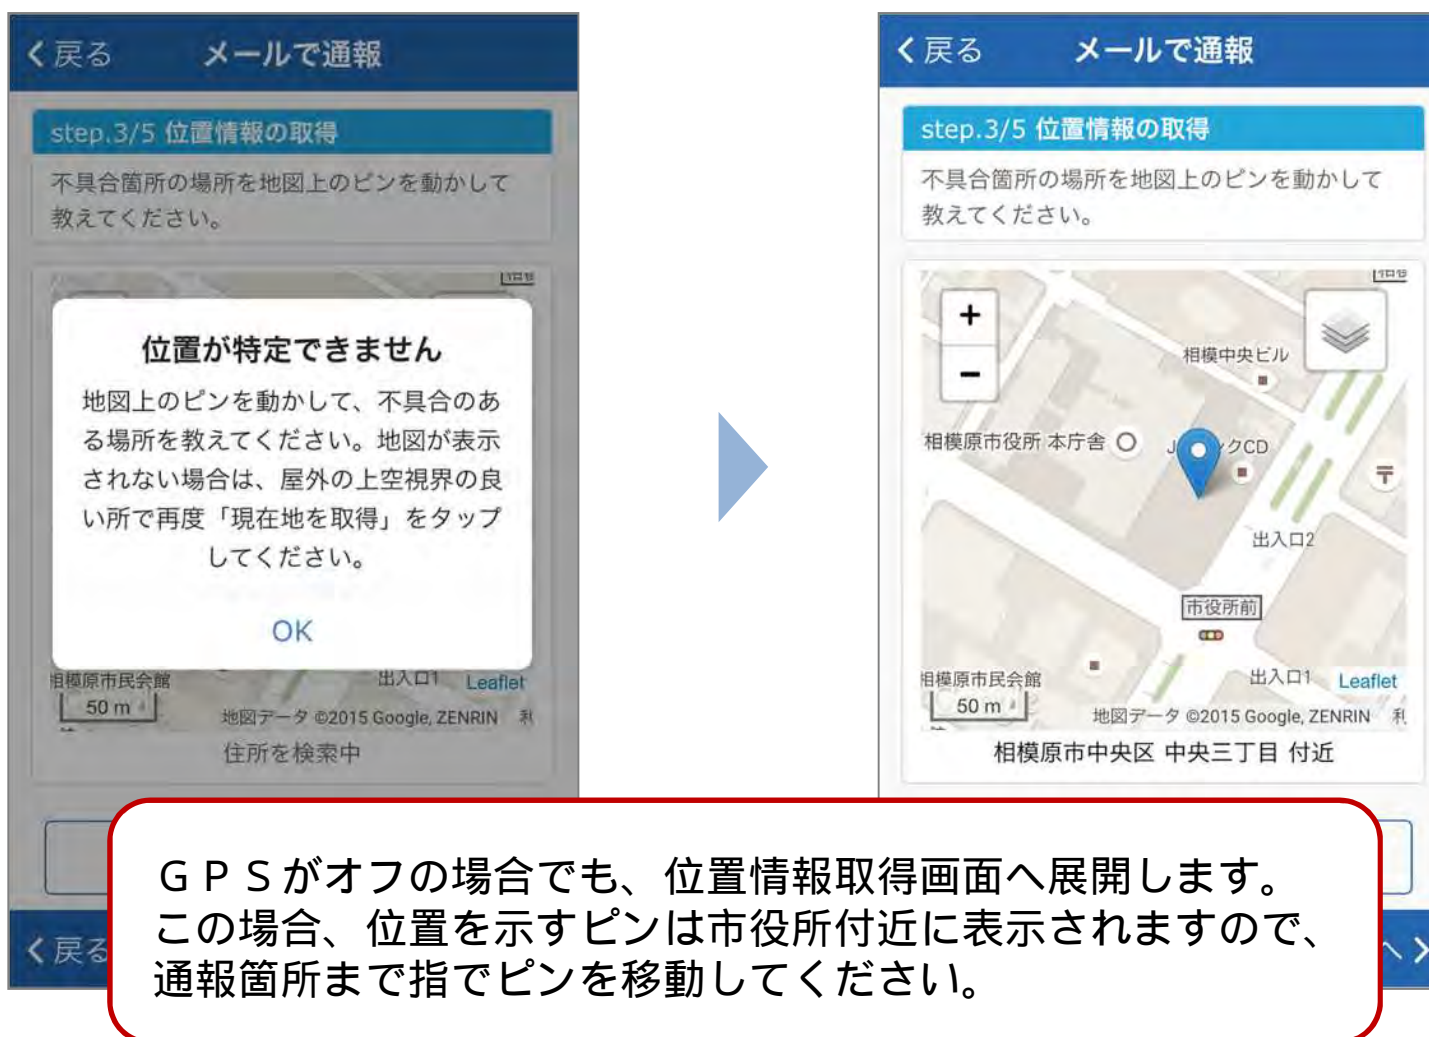 戻る
メールで通報
step.3/5 位置情報の取得
不具合箇所の場所を地図上のピンを動かして
教えてください。
位置が特定できません
地図上のピンを動かして、不具合のあ
る場所を教えてください。地図が表示
されない場合は、屋外の上空視界の良
い所で再度「現在地を取得」をタップ
してください。
OK
相模原市民会館
出入口1
Leaflet
50 m
地図データ ©2015 Google, ZENRIN
利
住所を検索中
戻る
戻る
メールで通報
step.3/5 位置情報の取得
不具合箇所の場所を地図上のピンを動かして
教えてください。
+
−
相模中央ビル
相模原市役所 本庁舎
クCD
〒
出入口2
市役所前
相模原市民会館
出入口1
Leaflet
50 m
地図データ ©2015 Google, ZENRIN
利
相模原市中央区 中央三丁目 付近
へ
ＧＰＳがオフの場合でも、位置情報取得画面へ展開します。
この場合、位置を示すピンは市役所付近に表示されますので、
通報箇所まで指でピンを移動してください。